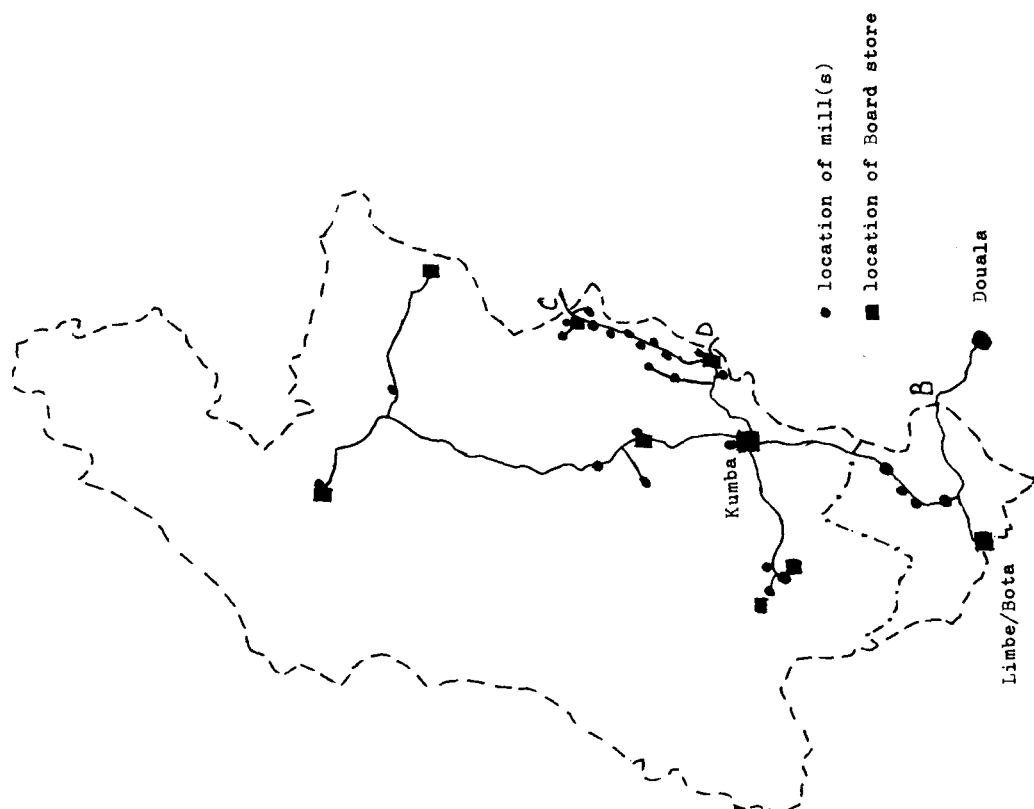 C
D
Kumba
B
Douala
Limbe/Bota
location of mill(s)
location of Board store